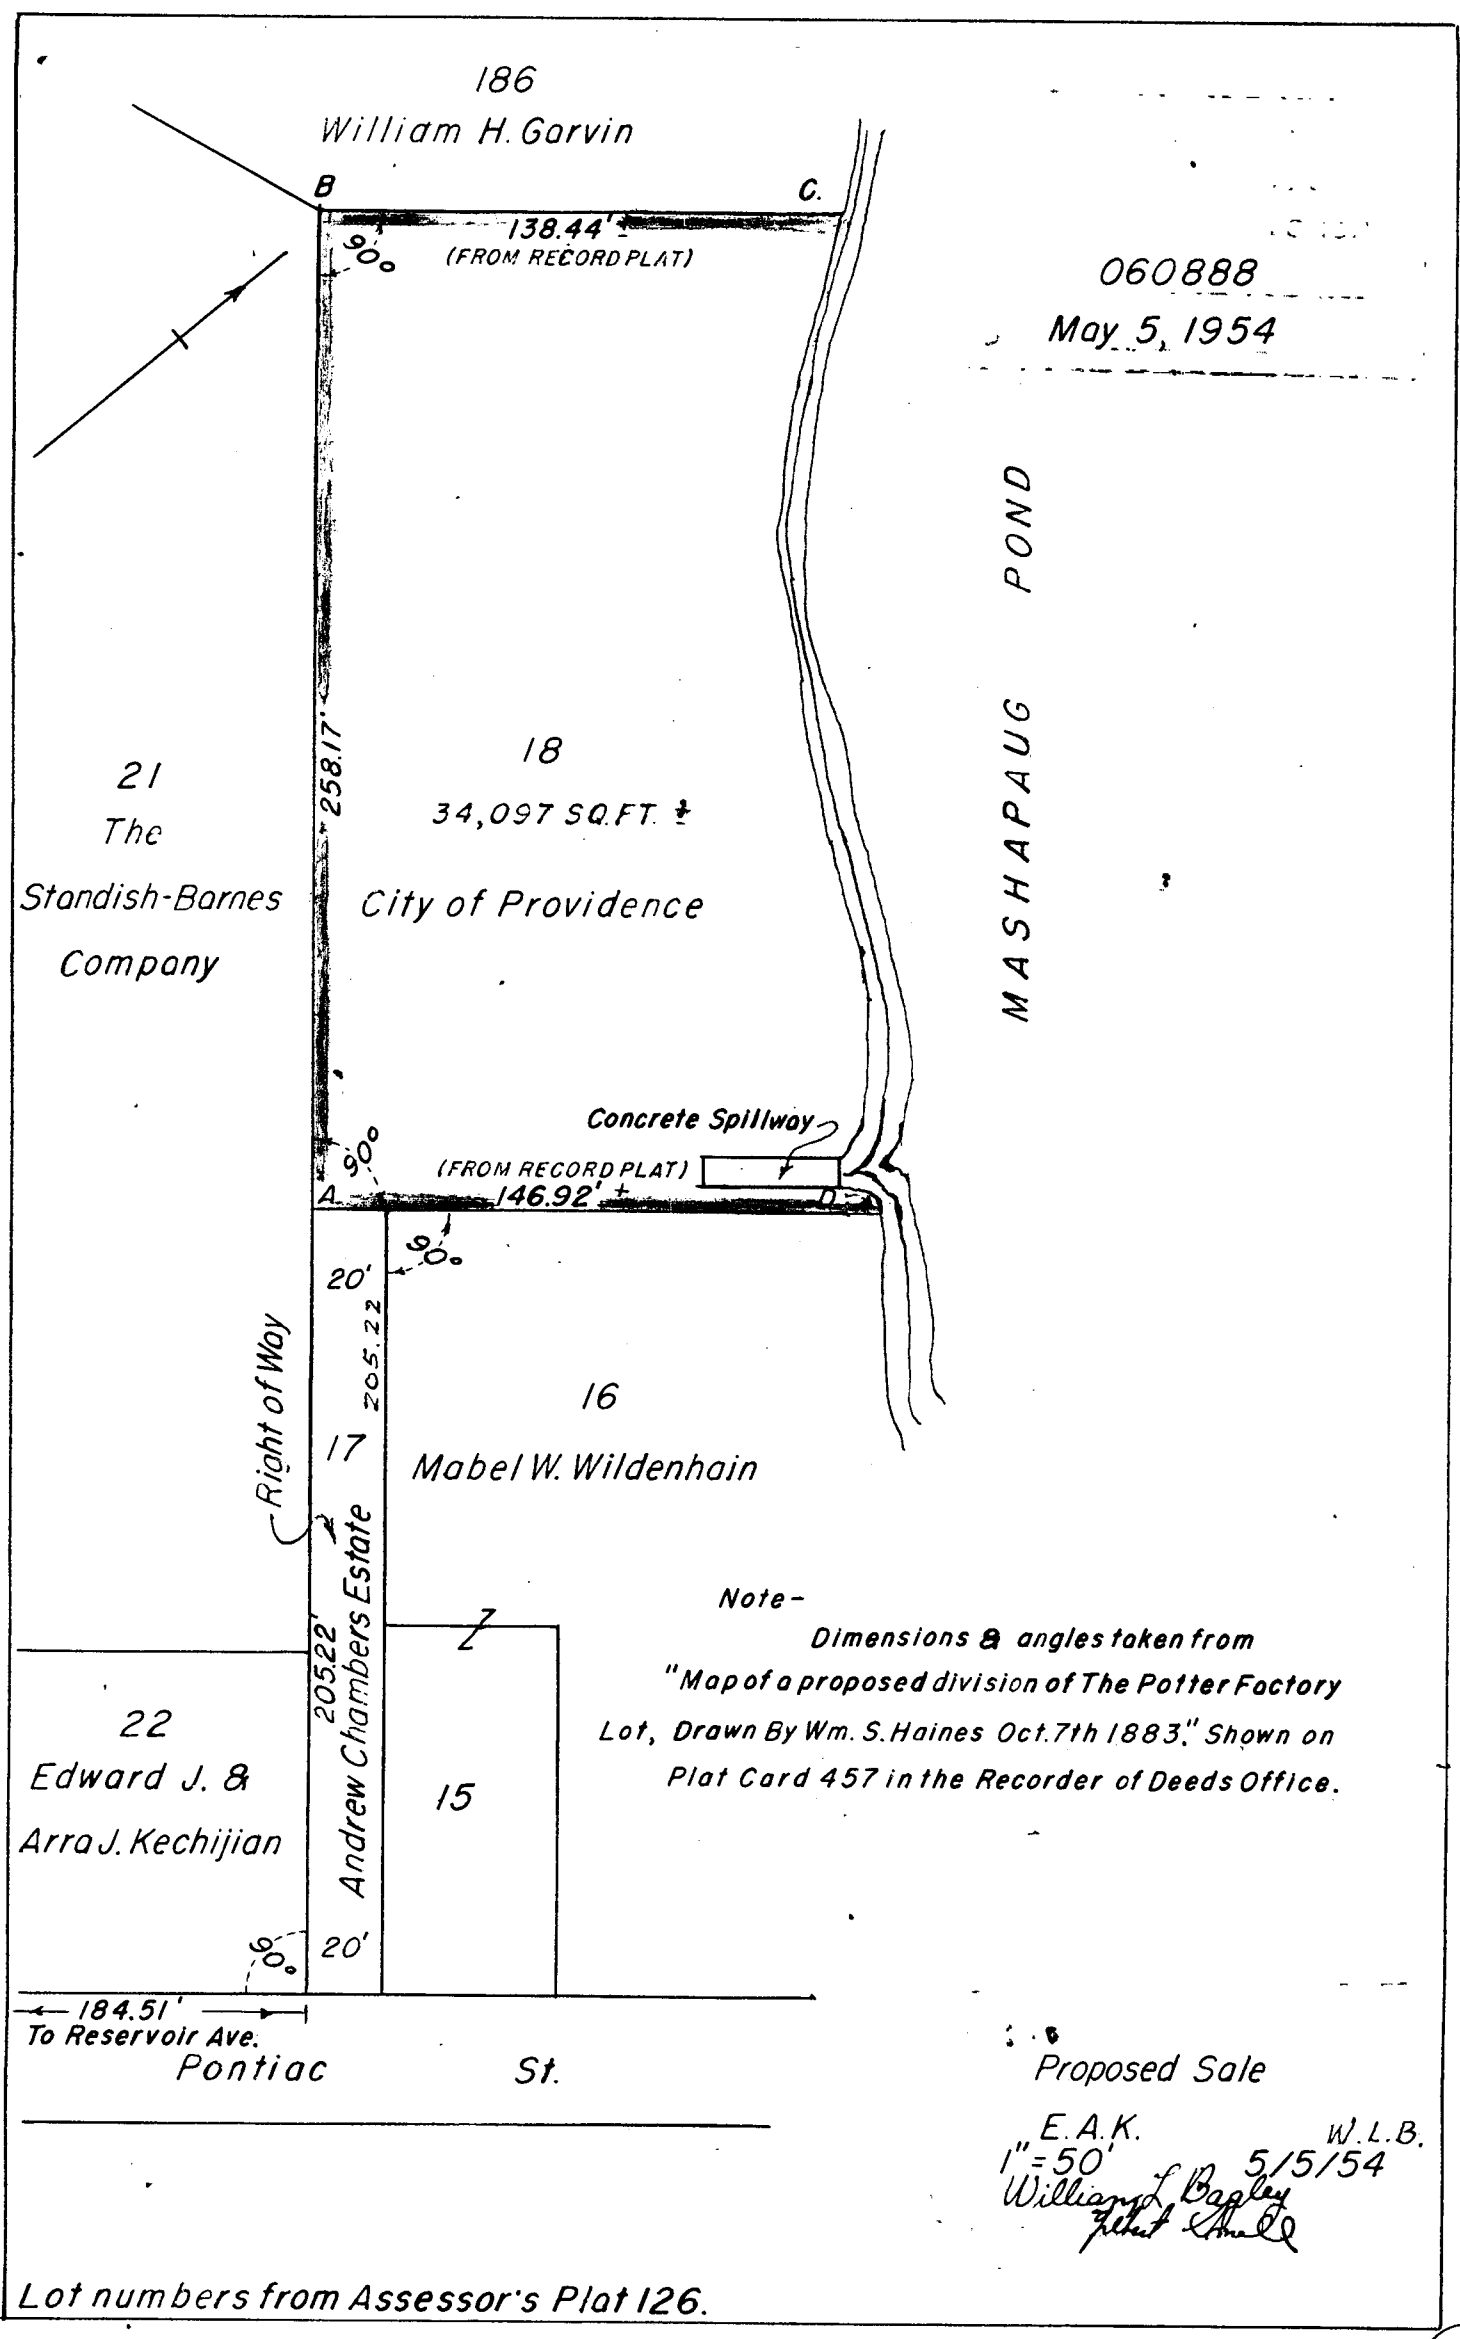 186
William H. Garvin
B
C.
138.44' ±
(FROM RECORD PLAT)
90°
060888
May 5, 1954
MASHAPAUG POND
258.17'
18
34,097 SQ.FT. ±
City of Providence
21
The
Standish-Barnes
Company
Concrete Spillway
90°
(FROM RECORD PLAT)
A
146.92' ±
D
90°
20'
205.22
Right of Way
17
16
Mabel W. Wildenhain
205.22'
Andrew Chambers Estate
Note-
Dimensions & angles taken from
"Map of a proposed division of The Potter Factory
Lot, Drawn By Wm. S. Haines Oct. 7th 1883." Shown on
Plat Card 457 in the Recorder of Deeds Office.
22
Edward J. &
Arra J. Kechijian
15
90°
20'
184.51'
To Reservoir Ave.
Pontiac St.
Proposed Sale
E.A.K. W.L.B.
1"=50' 5/5/54
William L Bagley
Lot numbers from Assessor's Plat 126.